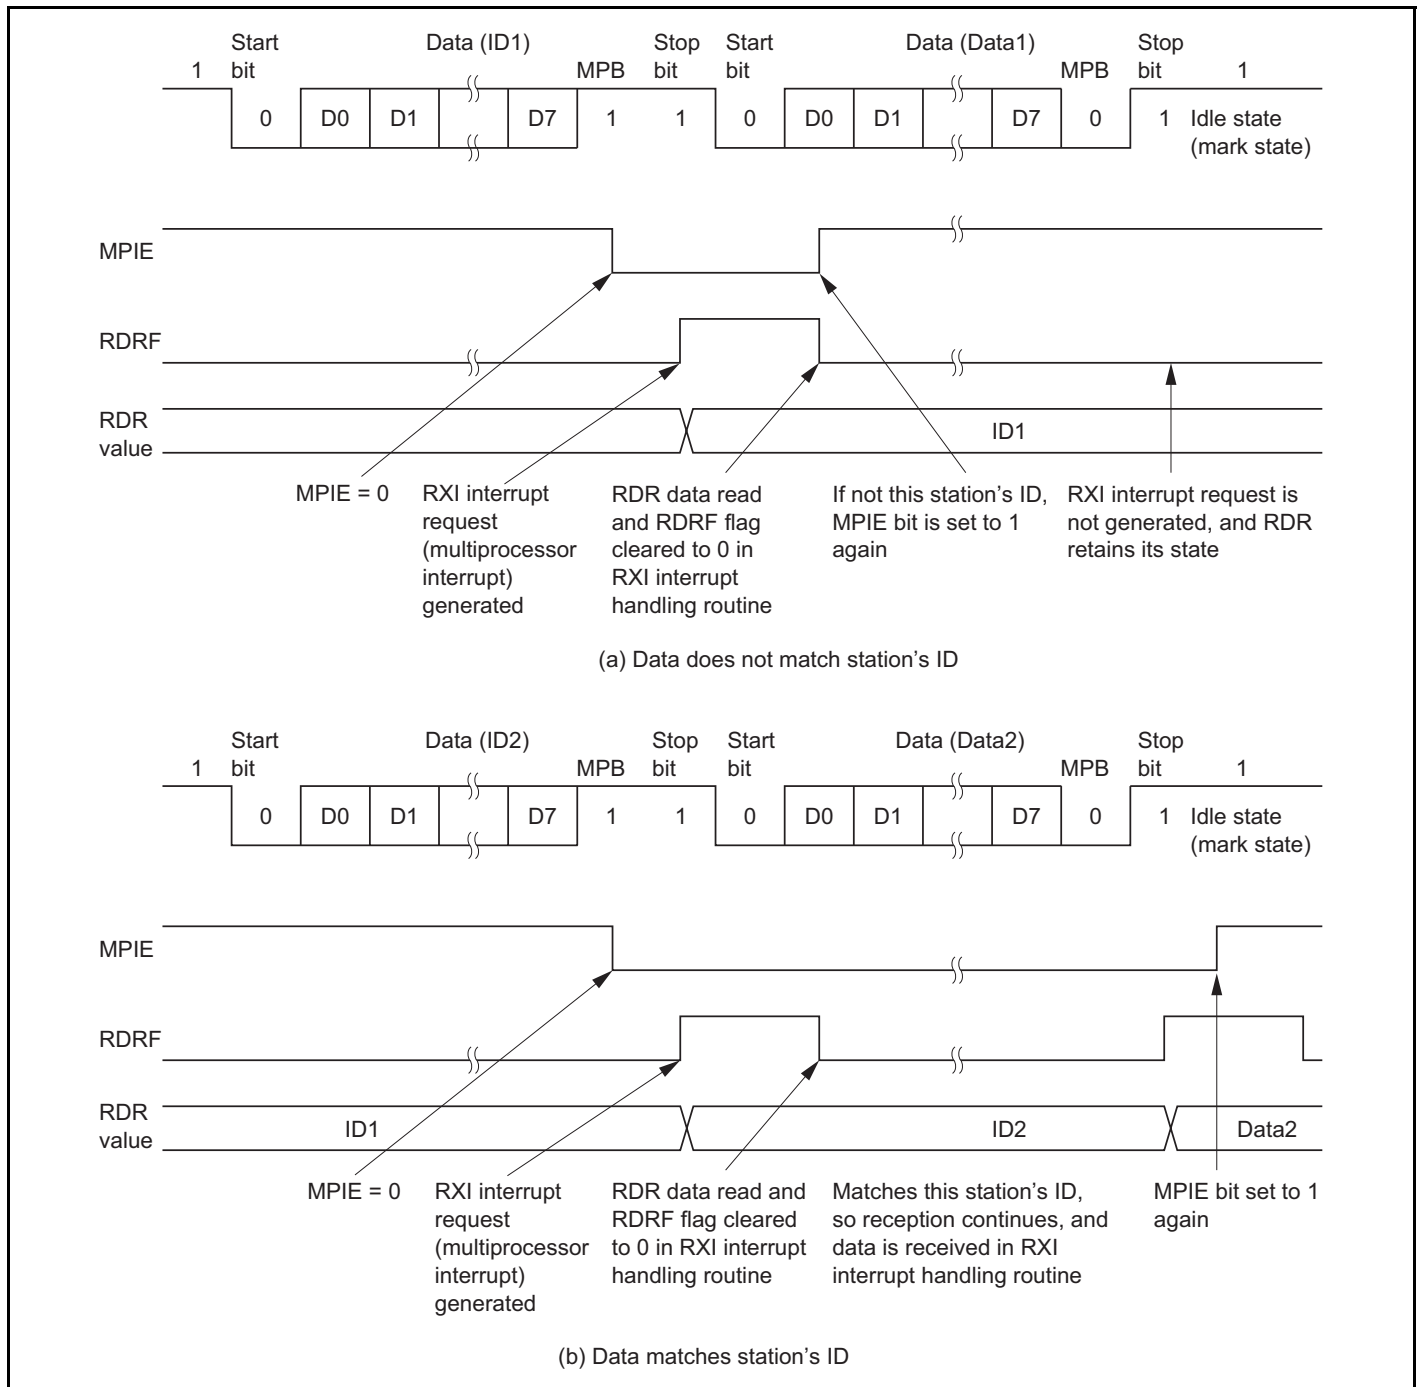 Start Data (ID1) Stop Start Data (Data1) Stop
1 bit MPB bit bit MPB bit 1
0 D0 D1 D7 1 1 0 D0 D1 D7 0 1 Idle state
(mark state)
MPIE
RDRF
RDR
value
ID1
MPIE = 0
RXI interrupt
request
(multiprocessor
interrupt)
generated
RDR data read
and RDRF flag
cleared to 0 in
RXI interrupt
handling routine
If not this station's ID,
MPIE bit is set to 1
again
RXI interrupt request is
not generated, and RDR
retains its state
(a) Data does not match station's ID
Start Data (ID2) Stop Start Data (Data2) Stop
1 bit MPB bit bit MPB bit 1
0 D0 D1 D7 1 1 0 D0 D1 D7 0 1 Idle state
(mark state)
MPIE
RDRF
RDR
value
ID1 ID2 Data2
MPIE = 0
RXI interrupt
request
(multiprocessor
interrupt)
generated
RDR data read and
RDRF flag cleared
to 0 in RXI interrupt
handling routine
Matches this station's ID,
so reception continues, and
data is received in RXI
interrupt handling routine
MPIE bit set to 1
again
(b) Data matches station's ID